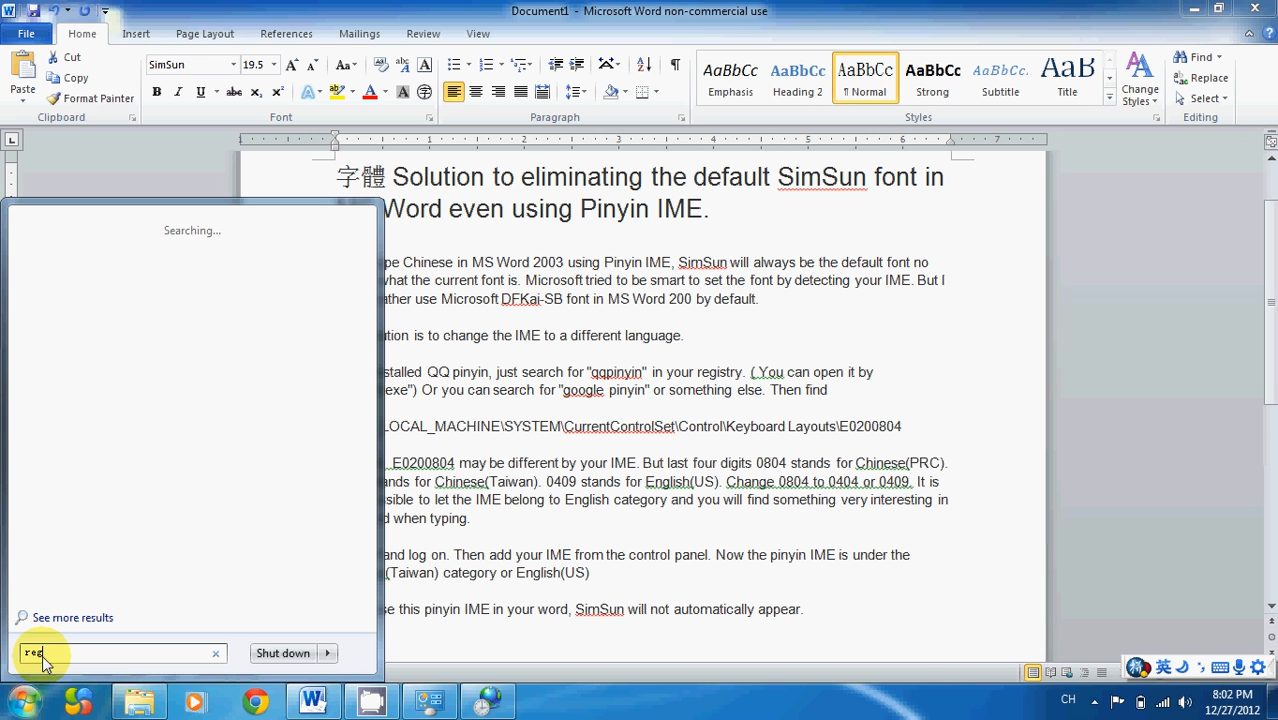 Document1 - Microsoft Word non-commercial use
File Home Insert Page Layout References Mailings Review View
Paste
Cut
Copy
Format Painter
Clipboard
SimSun 19.5
Font
Paragraph
AaBbCc AaBbCc AaBbCc AaBbCc AaBbCc. AaB
Emphasis Heading 2 ¶ Normal Strong Subtitle Title
Change
Styles
Styles
Find
Replace
Select
Editing
1 1 2 3 4 5 6 7
字體 Solution to eliminating the default SimSun font in
Word even using Pinyin IME.
pe Chinese in MS Word 2003 using Pinyin IME, SimSun will always be the default font no
what the current font is. Microsoft tried to be smart to set the font by detecting your IME. But I
ather use Microsoft DFKai-SB font in MS Word 200 by default.
tion is to change the IME to a different language.
stalled QQ pinyin, just search for "qqpinyin" in your registry. ( You can open it by
exe") Or you can search for "google pinyin" or something else. Then find
LOCAL_MACHINE\SYSTEM\CurrentControlSet\Control\Keyboard Layouts\E0200804
E0200804 may be different by your IME. But last four digits 0804 stands for Chinese(PRC).
ands for Chinese(Taiwan). 0409 stands for English(US). Change 0804 to 0404 or 0409. It is
sible to let the IME belong to English category and you will find something very interesting in
d when typing.
and log on. Then add your IME from the control panel. Now the pinyin IME is under the
(Taiwan) category or English(US)
se this pinyin IME in your word, SimSun will not automatically appear.
Searching...
See more results
reg
Shut down
英
CH
8:02 PM
12/27/2012